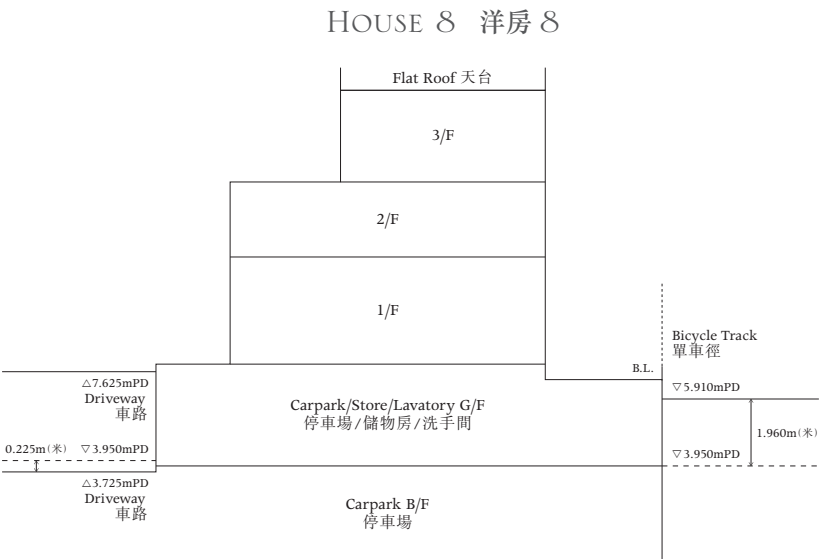 HOUSE 8 洋房 8
Flat Roof 天台
3/F
2/F
1/F
Bicycle Track
單車徑
B.L.
△7.625mPD
Driveway
車路
▽5.910mPD
Carpark/Store/Lavatory G/F
停車場/儲物房/洗手間
1.960m(米)
0.225m(米) ▽3.950mPD
▽3.950mPD
△3.725mPD
Driveway
車路
Carpark B/F
停車場